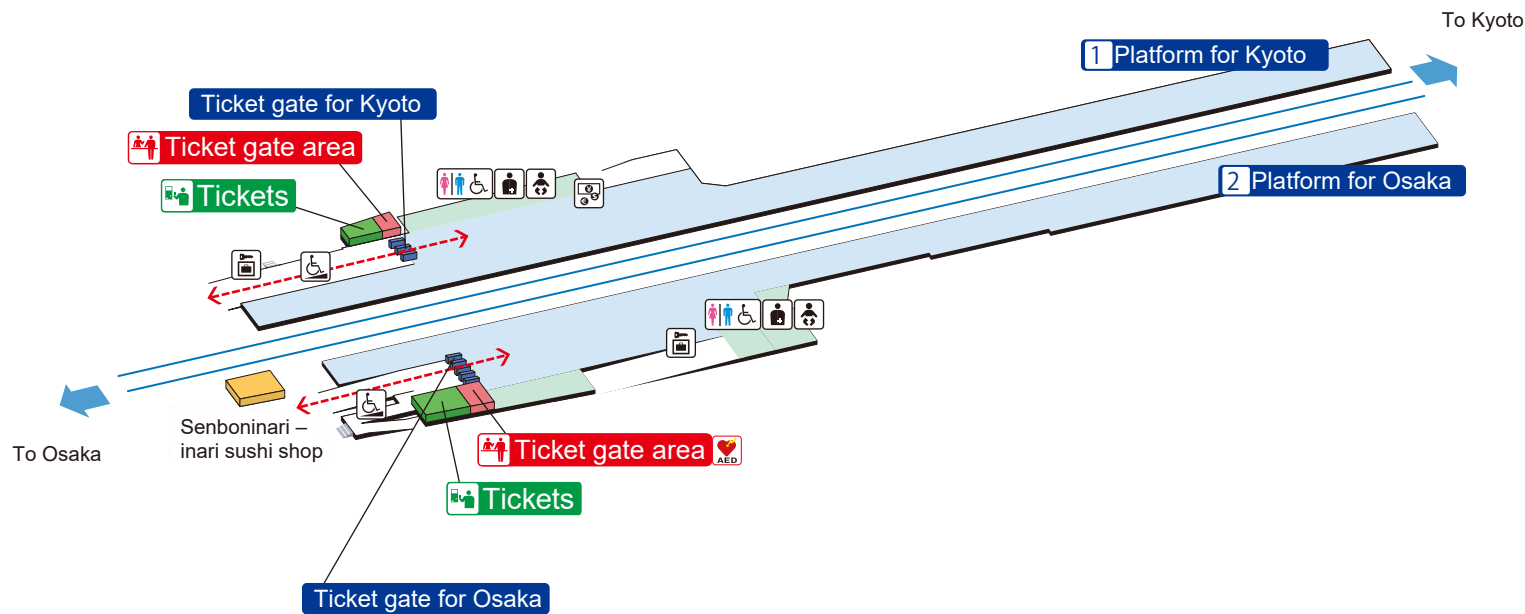 To Kyoto
1 Platform for Kyoto
Ticket gate for Kyoto
Ticket gate area
Tickets
2 Platform for Osaka
Senboninari –
inari sushi shop
To Osaka
Ticket gate area
AED
Tickets
Ticket gate for Osaka